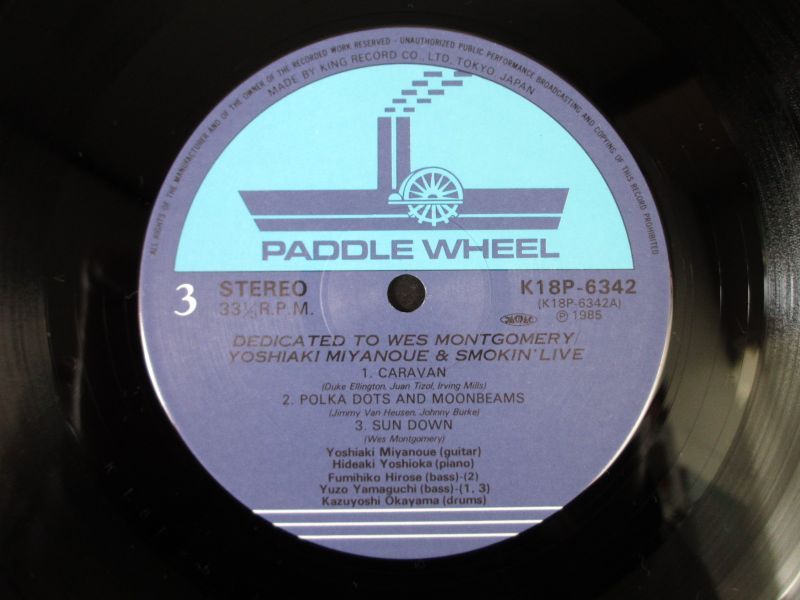 ALL RIGHTS OF THE MANUFACTURER AND OF THE OWNER OF THE RECORDED WORK RESERVED - UNAUTHORIZED PUBLIC PERFORMANCE BROADCASTING AND COPYING OF THIS RECORD PROHIBITED
MADE BY KING RECORD CO., LTD. TOKYO, JAPAN
PADDLE WHEEL
3 STEREO K18P-6342
33⅓ R.P.M. (K18P-6342A)
℗ 1985
DEDICATED TO WES MONTGOMERY/
YOSHIAKI MIYANOUE & SMOKIN' LIVE
1. CARAVAN
(Duke Ellington, Juan Tizol, Irving Mills)
2. POLKA DOTS AND MOONBEAMS
(Jimmy Van Heusen, Johnny Burke)
3. SUN DOWN
(Wes Montgomery)
Yoshiaki Miyanoue (guitar)
Hideaki Yoshioka (piano)
Fumihiko Hirose (bass)-(2)
Yuzo Yamaguchi (bass)-(1, 3)
Kazuyoshi Okayama (drums)